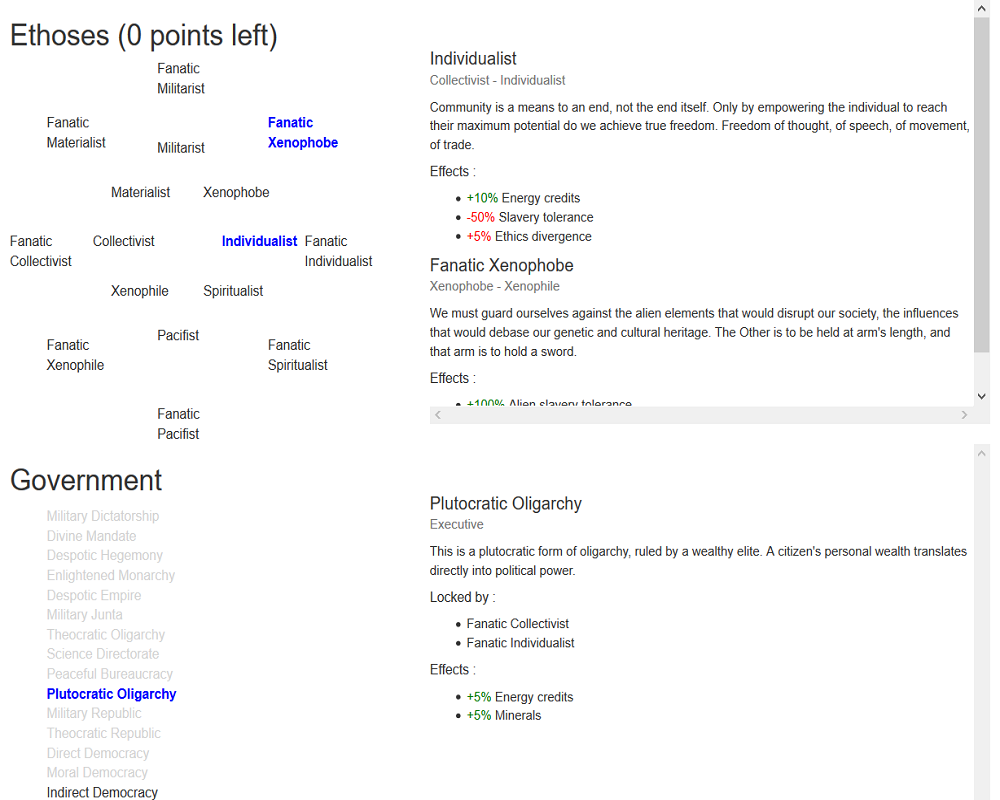 Ethoses (0 points left)
Fanatic
Militarist
Fanatic
Materialist
Militarist
Fanatic
Xenophobe
Materialist
Xenophobe
Fanatic
Collectivist
Collectivist
Individualist
Fanatic
Individualist
Xenophile
Spiritualist
Fanatic
Xenophile
Pacifist
Fanatic
Spiritualist
Fanatic
Pacifist
Individualist
Collectivist - Individualist
Community is a means to an end, not the end itself. Only by empowering the individual to reach
their maximum potential do we achieve true freedom. Freedom of thought, of speech, of movement,
of trade.
Effects :
+10% Energy credits
-50% Slavery tolerance
+5% Ethics divergence
Fanatic Xenophobe
Xenophobe - Xenophile
We must guard ourselves against the alien elements that would disrupt our society, the influences
that would debase our genetic and cultural heritage. The Other is to be held at arm's length, and
that arm is to hold a sword.
Effects :
+100% Alien slavery tolerance
Government
Military Dictatorship
Divine Mandate
Despotic Hegemony
Enlightened Monarchy
Despotic Empire
Military Junta
Theocratic Oligarchy
Science Directorate
Peaceful Bureaucracy
Plutocratic Oligarchy
Military Republic
Theocratic Republic
Direct Democracy
Moral Democracy
Indirect Democracy
Plutocratic Oligarchy
Executive
This is a plutocratic form of oligarchy, ruled by a wealthy elite. A citizen's personal wealth translates
directly into political power.
Locked by :
Fanatic Collectivist
Fanatic Individualist
Effects :
+5% Energy credits
+5% Minerals